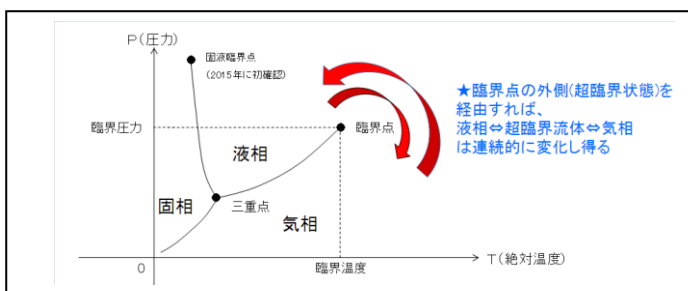 P(圧力)
固液臨界点
(2015年に初確認)
★臨界点の外側(超臨界状態)を
経由すれば、
液相⇔超臨界流体⇔気相
は連続的に変化し得る
臨界圧力
臨界点
液相
固相
三重点
気相
0
臨界温度
T(絶対温度)